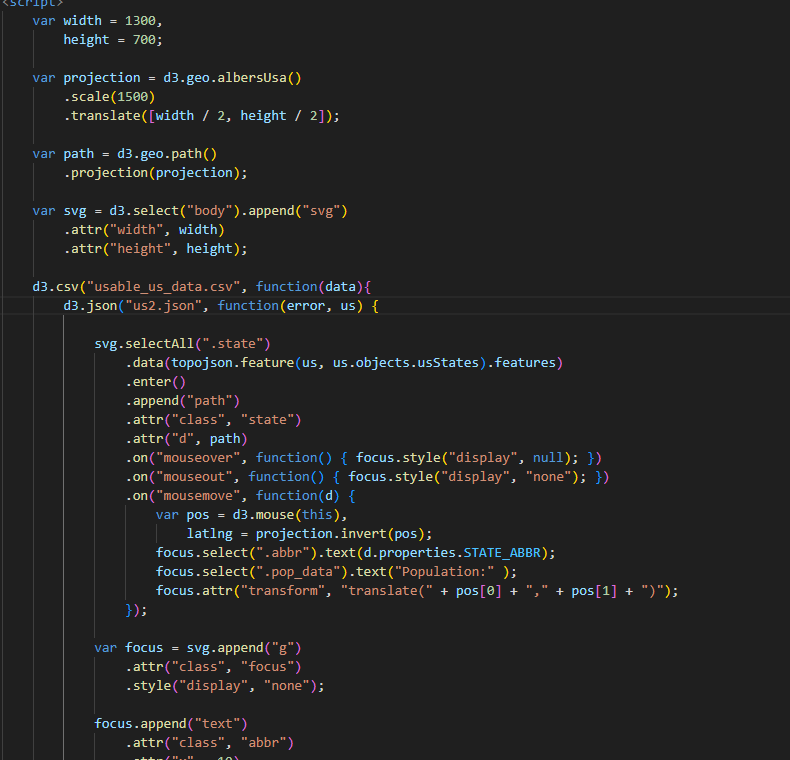 <script>
var width = 1300,
height = 700;
var projection = d3.geo.albersUsa()
.scale(1500)
.translate([width / 2, height / 2]);
var path = d3.geo.path()
.projection(projection);
var svg = d3.select("body").append("svg")
.attr("width", width)
.attr("height", height);
d3.csv("usable_us_data.csv", function(data){
d3.json("us2.json", function(error, us) {
svg.selectAll(".state")
.data(topojson.feature(us, us.objects.usStates).features)
.enter()
.append("path")
.attr("class", "state")
.attr("d", path)
.on("mouseover", function() { focus.style("display", null); })
.on("mouseout", function() { focus.style("display", "none"); })
.on("mousemove", function(d) {
var pos = d3.mouse(this),
latlng = projection.invert(pos);
focus.select(".abbr").text(d.properties.STATE_ABBR);
focus.select(".pop_data").text("Population:" );
focus.attr("transform", "translate(" + pos[0] + "," + pos[1] + ")");
});
var focus = svg.append("g")
.attr("class", "focus")
.style("display", "none");
focus.append("text")
.attr("class", "abbr")